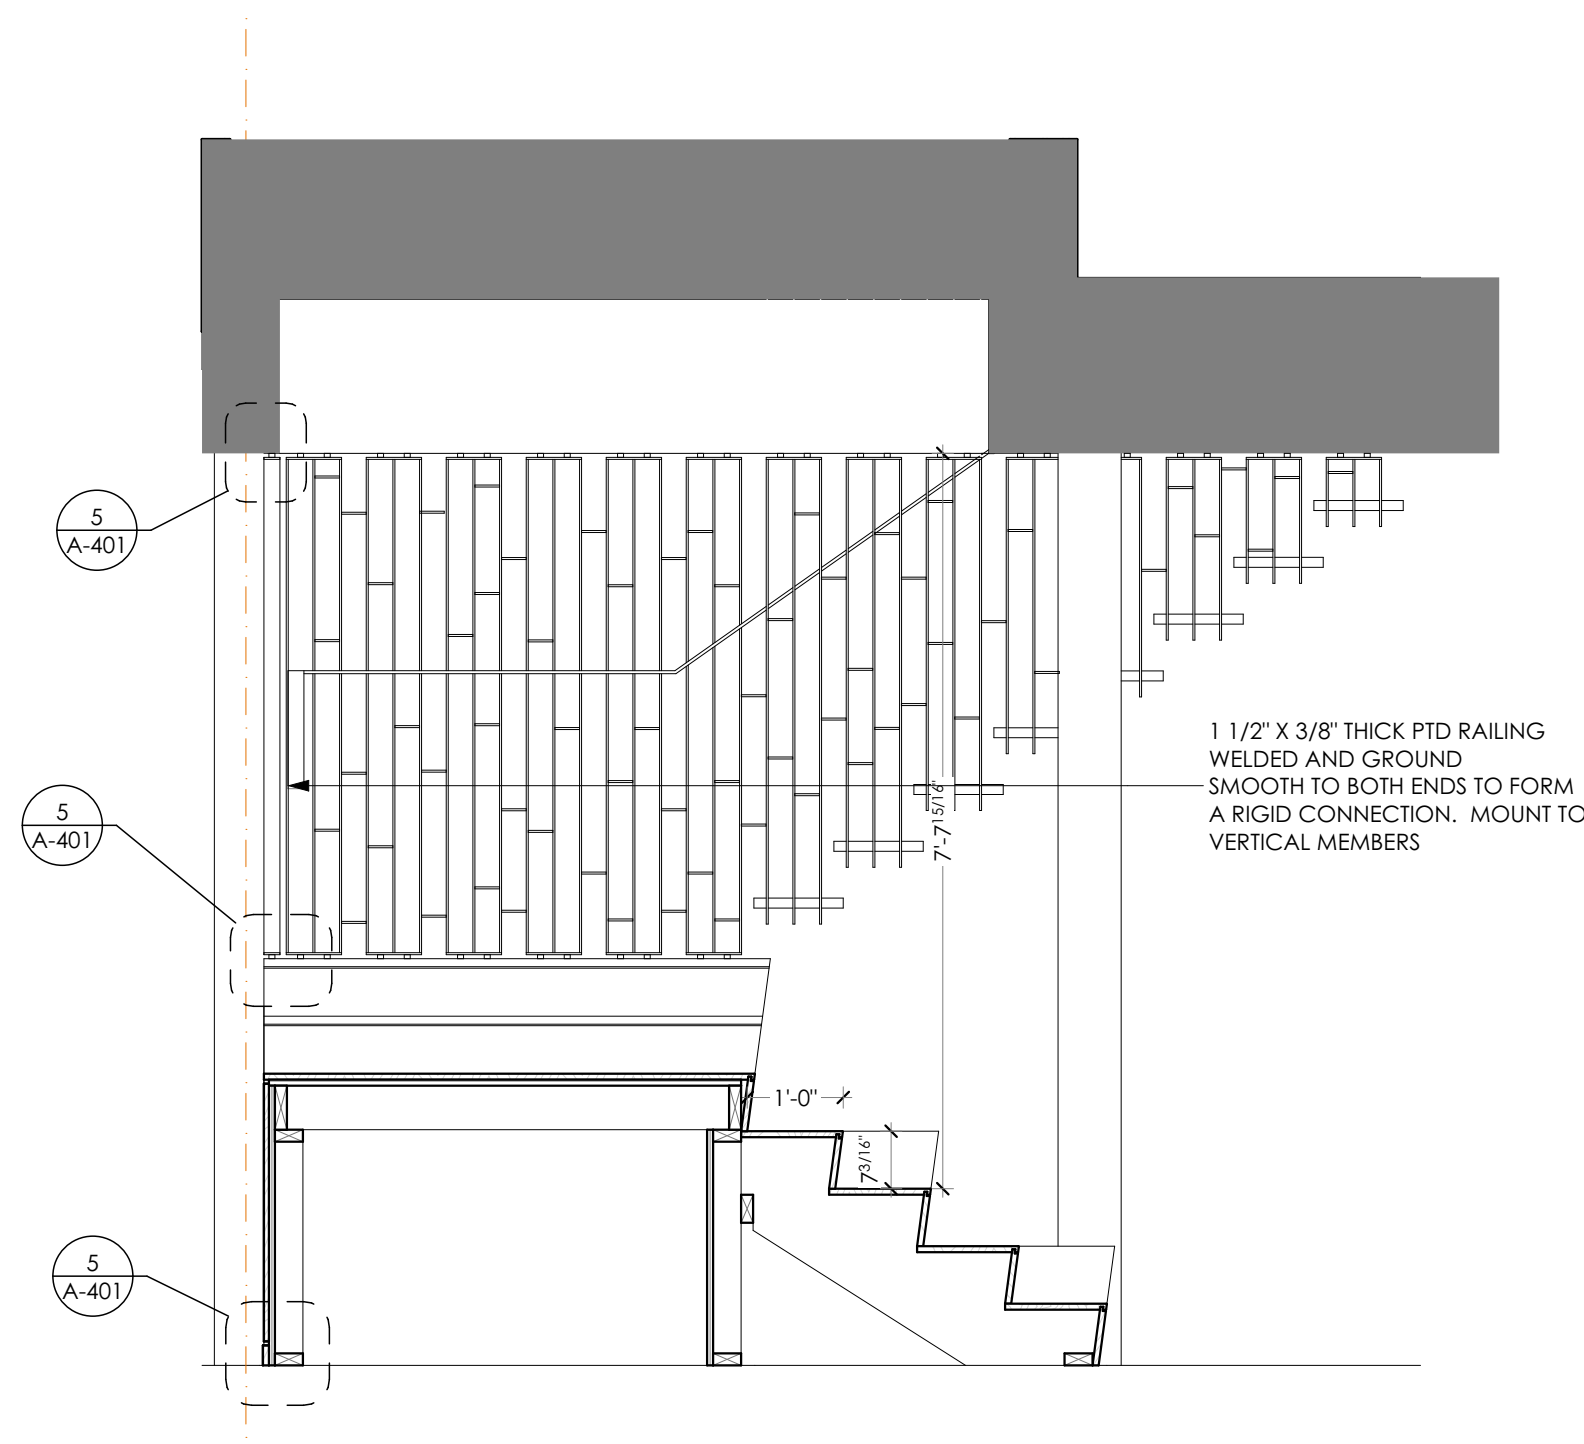 5
A-401
1 1/2" X 3/8" THICK PTD RAILING
WELDED AND GROUND
SMOOTH TO BOTH ENDS TO FORM
A RIGID CONNECTION. MOUNT TO
VERTICAL MEMBERS
5
A-401
7'-7 15/16"
1'-0"
7 3/16"
5
A-401